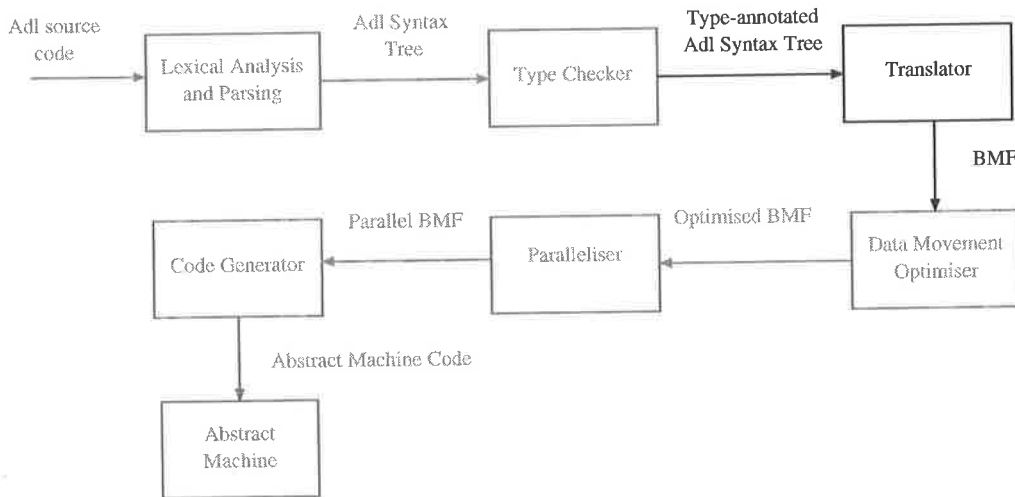 Adl source
code
Lexical Analysis
and Parsing
Adl Syntax
Tree
Type Checker
Type-annotated
Adl Syntax Tree
Translator
BMF
Data Movement
Optimiser
Optimised BMF
Paralleliser
Parallel BMF
Code Generator
Abstract Machine Code
Abstract
Machine